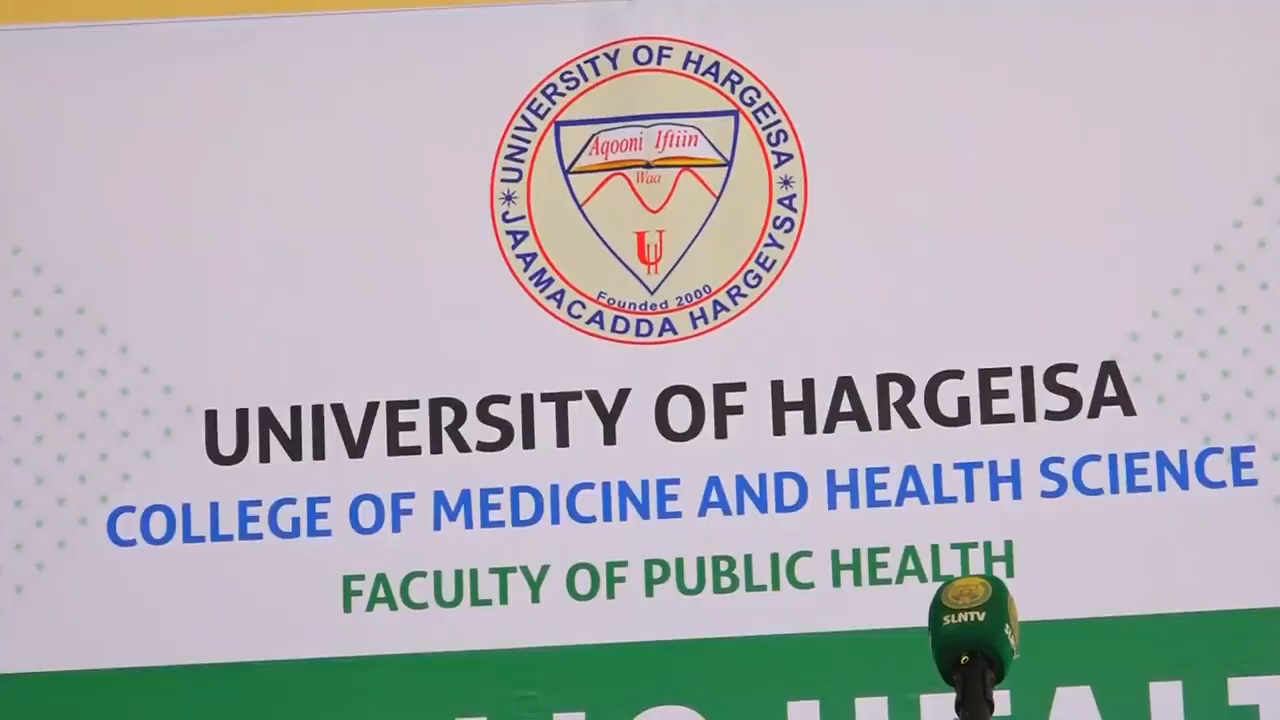 UNIVERSITY OF HARGEISA
Aqooni Iftiin
Waa
UH
Founded 2000
JAAMACADDA HARGEYSA
UNIVERSITY OF HARGEISA
COLLEGE OF MEDICINE AND HEALTH SCIENCE
FACULTY OF PUBLIC HEALTH
SLNTV